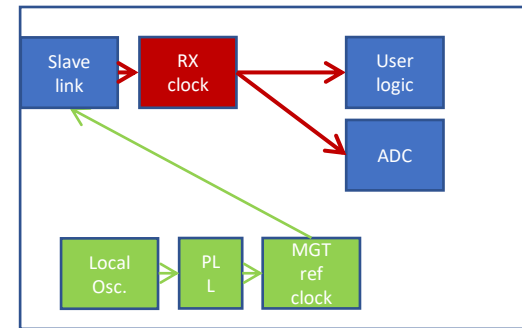 Slave
link
RX
clock
User
logic
ADC
Local
Osc.
PL
L
MGT
ref
clock